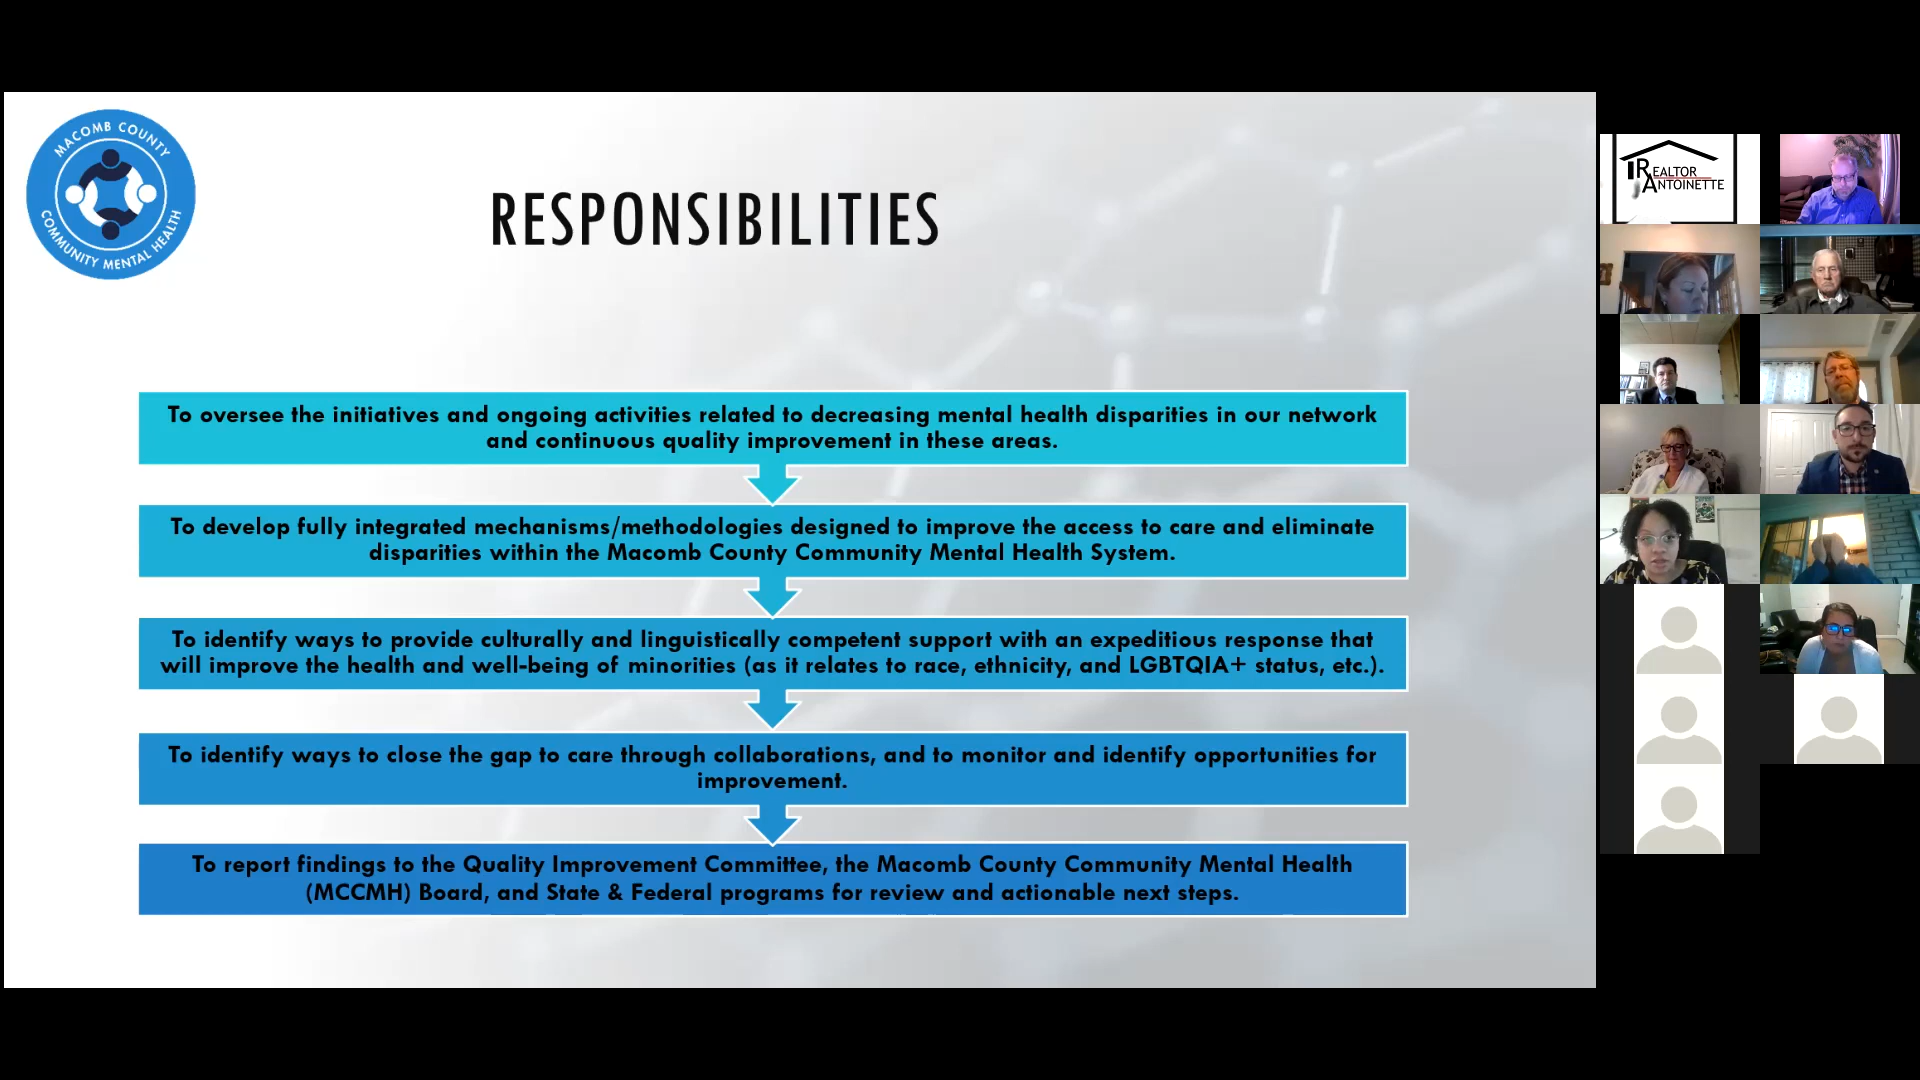 MACOMB COUNTY
COMMUNITY MENTAL HEALTH
RESPONSIBILITIES
To oversee the initiatives and ongoing activities related to decreasing mental health disparities in our network
and continuous quality improvement in these areas.
To develop fully integrated mechanisms/methodologies designed to improve the access to care and eliminate
disparities within the Macomb County Community Mental Health System.
To identify ways to provide culturally and linguistically competent support with an expeditious response that
will improve the health and well-being of minorities (as it relates to race, ethnicity, and LGBTQIA+ status, etc.).
To identify ways to close the gap to care through collaborations, and to monitor and identify opportunities for
improvement.
To report findings to the Quality Improvement Committee, the Macomb County Community Mental Health
(MCCMH) Board, and State & Federal programs for review and actionable next steps.
REALTOR
ANTOINETTE